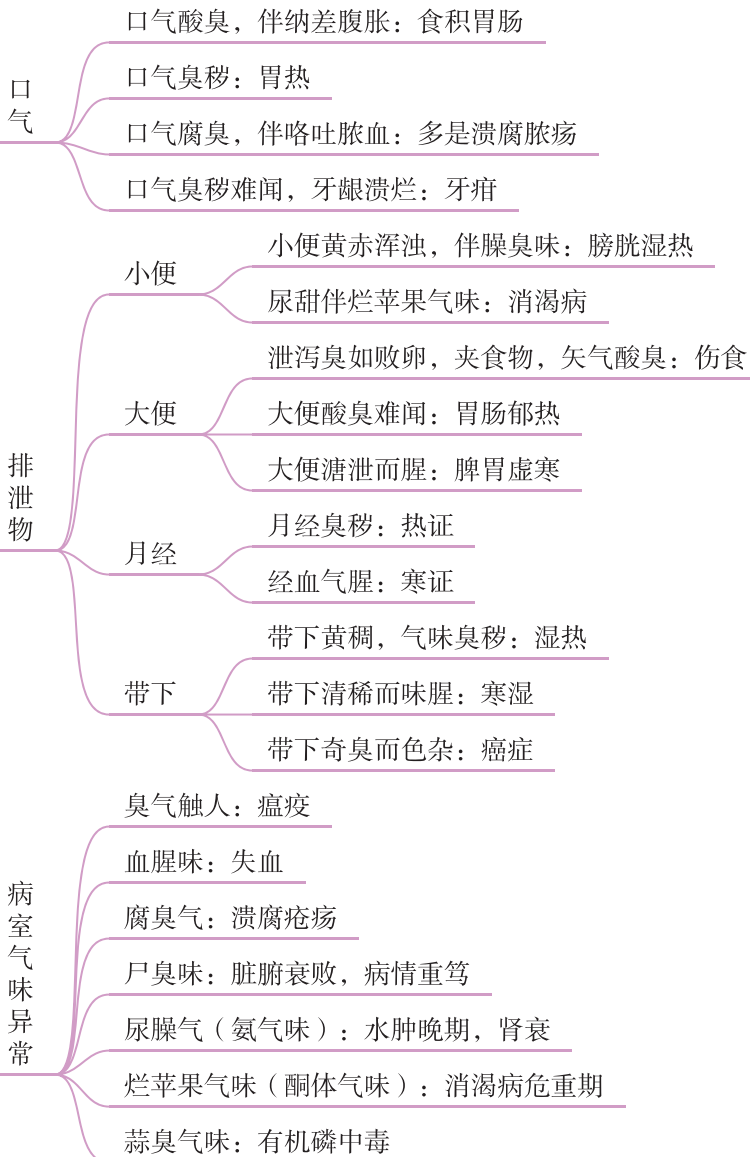 口气
口气酸臭，伴纳差腹胀：食积胃肠
口气臭秽：胃热
口气腐臭，伴咯吐脓血：多是溃腐脓疡
口气臭秽难闻，牙龈溃烂：牙疳
排泄物
小便
小便黄赤浑浊，伴臊臭味：膀胱湿热
尿甜伴烂苹果气味：消渴病
大便
泄泻臭如败卵，夹食物，矢气酸臭：伤食
大便酸臭难闻：胃肠郁热
大便溏泄而腥：脾胃虚寒
月经
月经臭秽：热证
经血气腥：寒证
带下
带下黄稠，气味臭秽：湿热
带下清稀而味腥：寒湿
带下奇臭而色杂：癌症
病室气味异常
臭气触人：瘟疫
血腥味：失血
腐臭气：溃腐疮疡
尸臭味：脏腑衰败，病情重笃
尿臊气（氨气味）：水肿晚期，肾衰
烂苹果气味（酮体气味）：消渴病危重期
蒜臭气味：有机磷中毒